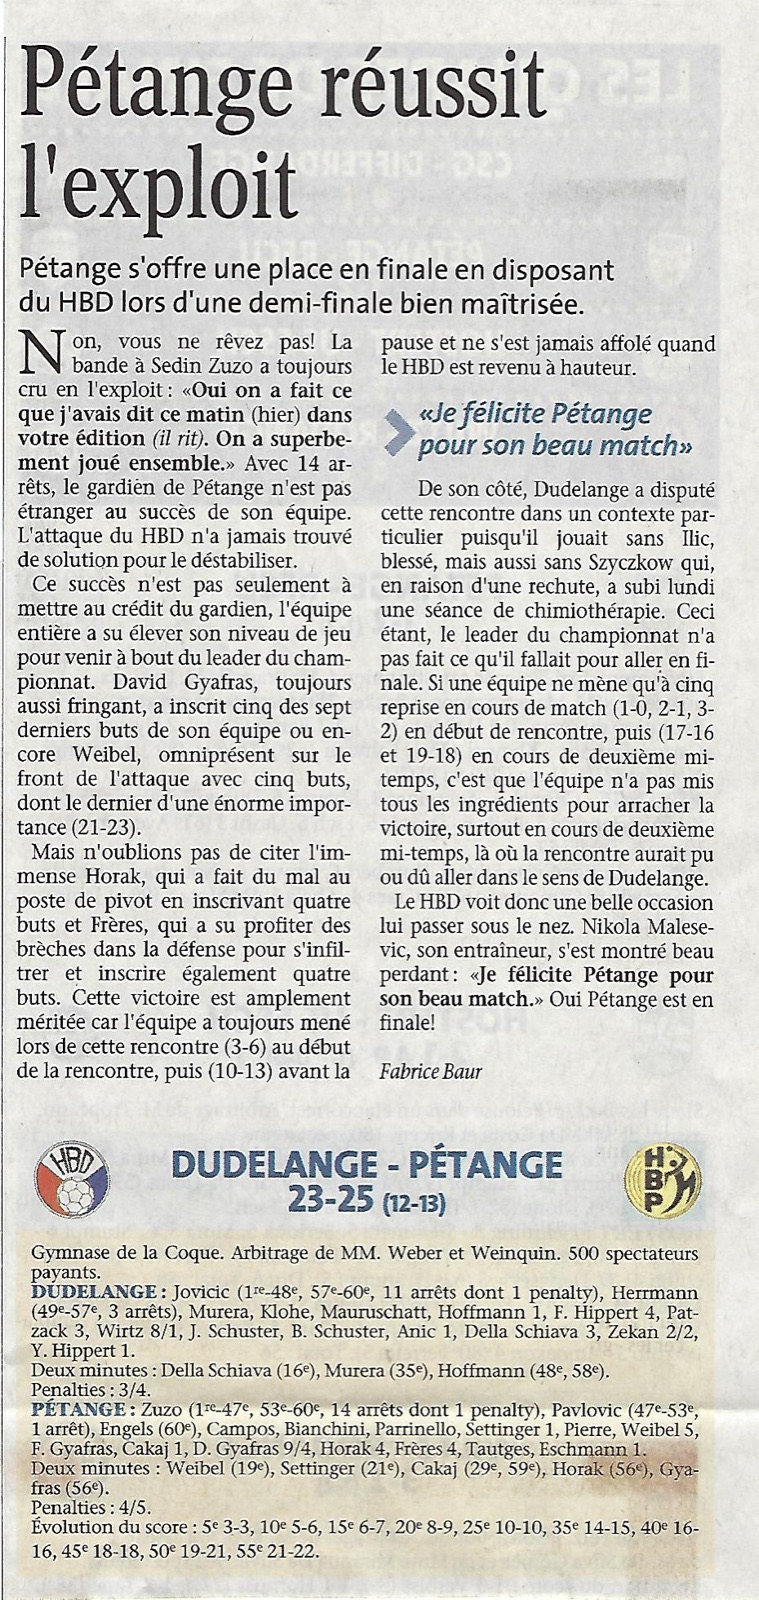 Pétange réussit
l'exploit
Pétange s'offre une place en finale en disposant
du HBD lors d'une demi-finale bien maîtrisée.
Non, vous ne rêvez pas! La
bande à Sedin Zuzo a toujours
cru en l'exploit : «Oui on a fait ce
que j'avais dit ce matin (hier) dans
votre édition (il rit). On a superbe-
ment joué ensemble.» Avec 14 ar-
rêts, le gardien de Pétange n'est pas
étranger au succès de son équipe.
L'attaque du HBD n'a jamais trouvé
de solution pour le déstabiliser.
Ce succès n'est pas seulement à
mettre au crédit du gardien, l'équipe
entière a su élever son niveau de jeu
pour venir à bout du leader du cham-
pionnat. David Gyafras, toujours
aussi fringant, a inscrit cinq des sept
derniers buts de son équipe ou en-
core Weibel, omniprésent sur le
front de l'attaque avec cinq buts,
dont le dernier d'une énorme impor-
tance (21-23).
Mais n'oublions pas de citer l'im-
mense Horak, qui a fait du mal au
poste de pivot en inscrivant quatre
buts et Frères, qui a su profiter des
brèches dans la défense pour s'infil-
trer et inscrire également quatre
buts. Cette victoire est amplement
méritée car l'équipe a toujours mené
lors de cette rencontre (3-6) au début
de la rencontre, puis (10-13) avant la
pause et ne s'est jamais affolé quand
le HBD est revenu à hauteur.
«Je félicite Pétange
pour son beau match»
De son côté, Dudelange a disputé
cette rencontre dans un contexte par-
ticulier puisqu'il jouait sans Ilic,
blessé, mais aussi sans Szyczkow qui,
en raison d'une rechute, a subi lundi
une séance de chimiothérapie. Ceci
étant, le leader du championnat n'a
pas fait ce qu'il fallait pour aller en fi-
nale. Si une équipe ne mène qu'à cinq
reprise en cours de match (1-0, 2-1, 3-
2) en début de rencontre, puis (17-16
et 19-18) en cours de deuxième mi-
temps, c'est que l'équipe n'a pas mis
tous les ingrédients pour arracher la
victoire, surtout en cours de deuxième
mi-temps, là où la rencontre aurait pu
ou dû aller dans le sens de Dudelange.
Le HBD voit donc une belle occasion
lui passer sous le nez. Nikola Malese-
vic, son entraîneur, s'est montré beau
perdant : «Je félicite Pétange pour
son beau match.» Oui Pétange est en
finale!
Fabrice Baur
HBD
DUDELANGE - PÉTANGE
23-25 (12-13)
HBP
Gymnase de la Coque. Arbitrage de MM. Weber et Weinquin. 500 spectateurs
payants.
DUDELANGE : Jovicic (1re-48e, 57e-60e, 11 arrêts dont 1 penalty), Herrmann
(49e-57e, 3 arrêts), Murera, Klohe, Mauruschatt, Hoffmann 1, F. Hippert 4, Pat-
zack 3, Wirtz 8/1, J. Schuster, B. Schuster, Anic 1, Della Schiava 3, Zekan 2/2,
Y. Hippert 1.
Deux minutes : Della Schiava (16e), Murera (35e), Hoffmann (48e, 58e).
Penalties : 3/4.
PÉTANGE : Zuzo (1re-47e, 53e-60e, 14 arrêts dont 1 penalty), Pavlovic (47e-53e,
1 arrêt), Engels (60e), Campos, Bianchini, Parrinello, Settinger 1, Pierre, Weibel 5,
F. Gyafras, Cakaj 1, D. Gyafras 9/4, Horak 4, Frères 4, Tautges, Eschmann 1.
Deux minutes : Weibel (19e), Settinger (21e), Cakaj (29e, 59e), Horak (56e), Gya-
fras (56e).
Penalties : 4/5.
Évolution du score : 5e 3-3, 10e 5-6, 15e 6-7, 20e 8-9, 25e 10-10, 35e 14-15, 40e 16-
16, 45e 18-18, 50e 19-21, 55e 21-22.